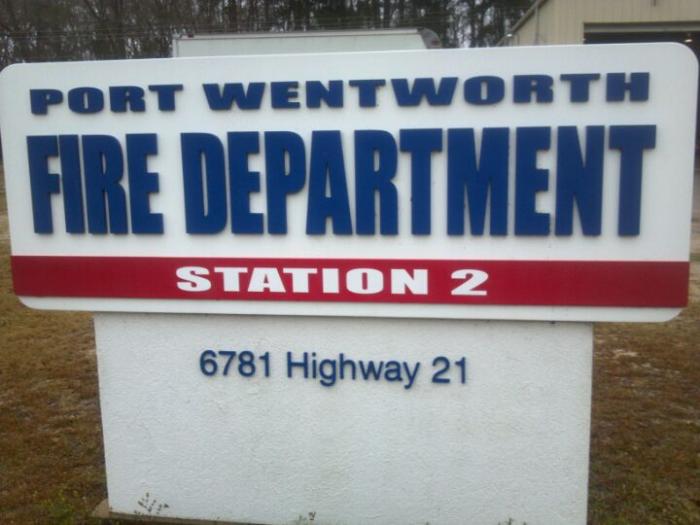 PORT WENTWORTH
FIRE DEPARTMENT
STATION 2
6781 Highway 21